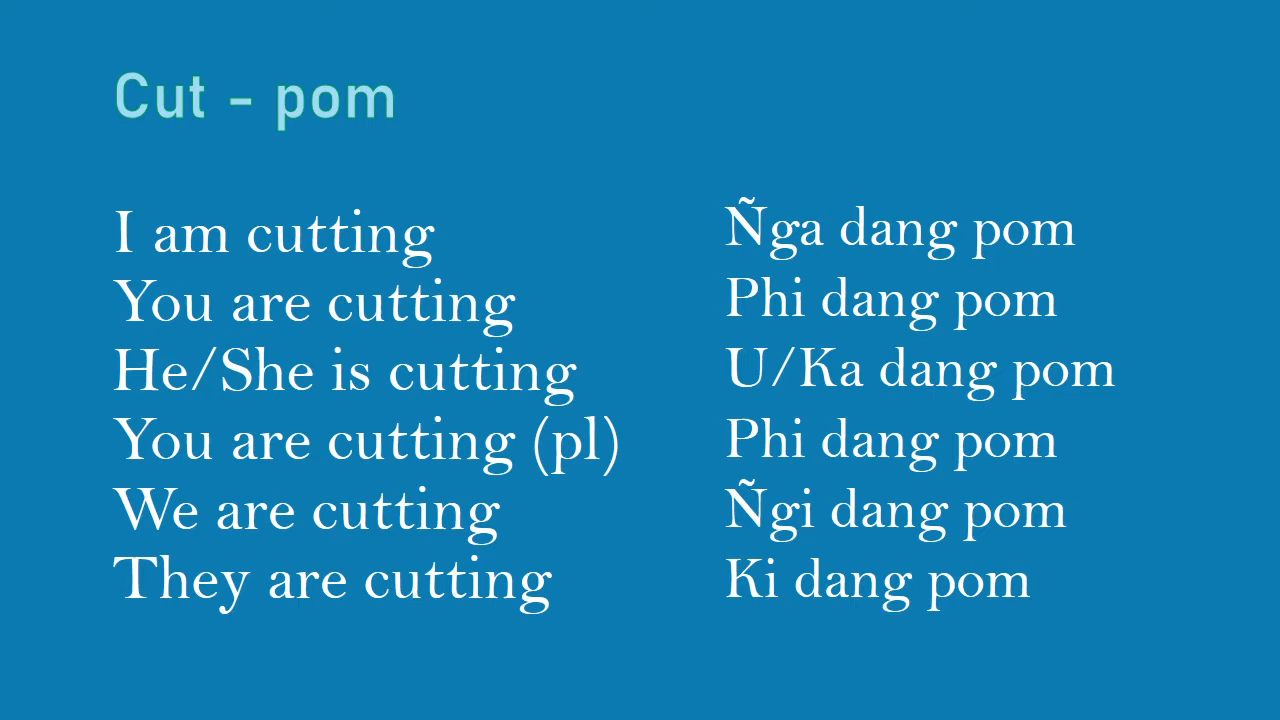 Cut - pom
I am cutting
You are cutting
He/She is cutting
You are cutting (pl)
We are cutting
They are cutting
Ñga dang pom
Phi dang pom
U/Ka dang pom
Phi dang pom
Ñgi dang pom
Ki dang pom